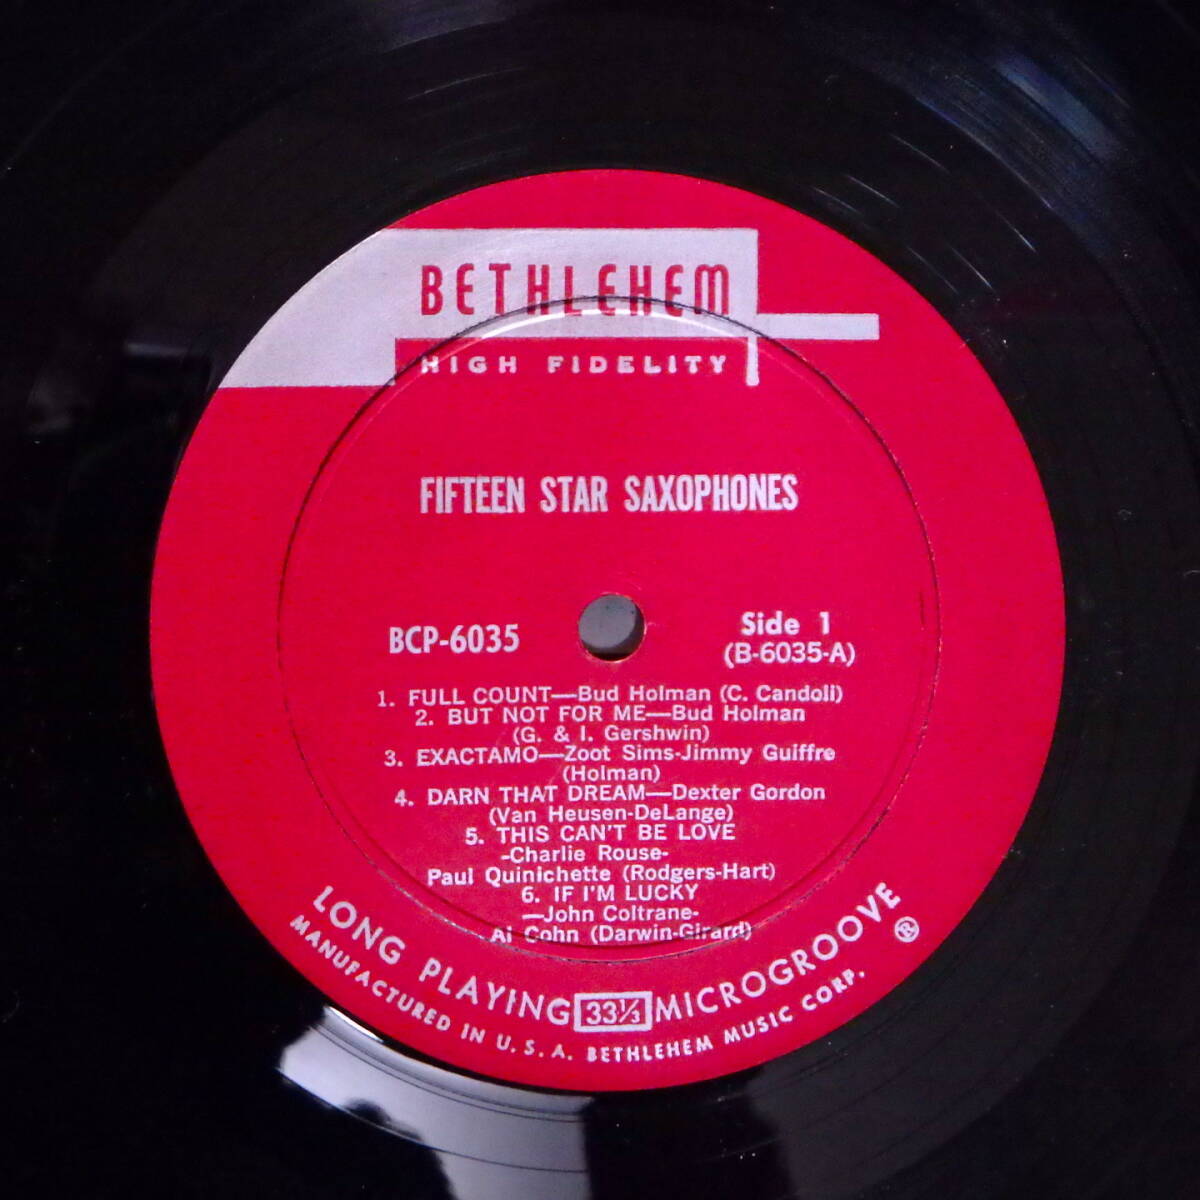 BETHLEHEM
HIGH FIDELITY
FIFTEEN STAR SAXOPHONES
BCP-6035
Side 1
(B-6035-A)
1. FULL COUNT—Bud Holman (C. Candoli)
2. BUT NOT FOR ME—Bud Holman
(G. & I. Gershwin)
3. EXACTAMO—Zoot Sims-Jimmy Guiffre
(Holman)
4. DARN THAT DREAM—Dexter Gordon
(Van Heusen-DeLange)
5. THIS CAN'T BE LOVE
-Charlie Rouse-
Paul Quinichette (Rodgers-Hart)
6. IF I'M LUCKY
—John Coltrane-
Al Cohn (Darwin-Girard)
LONG PLAYING 33⅓ MICROGROOVE ®
MANUFACTURED IN U.S.A. BETHLEHEM MUSIC CORP.